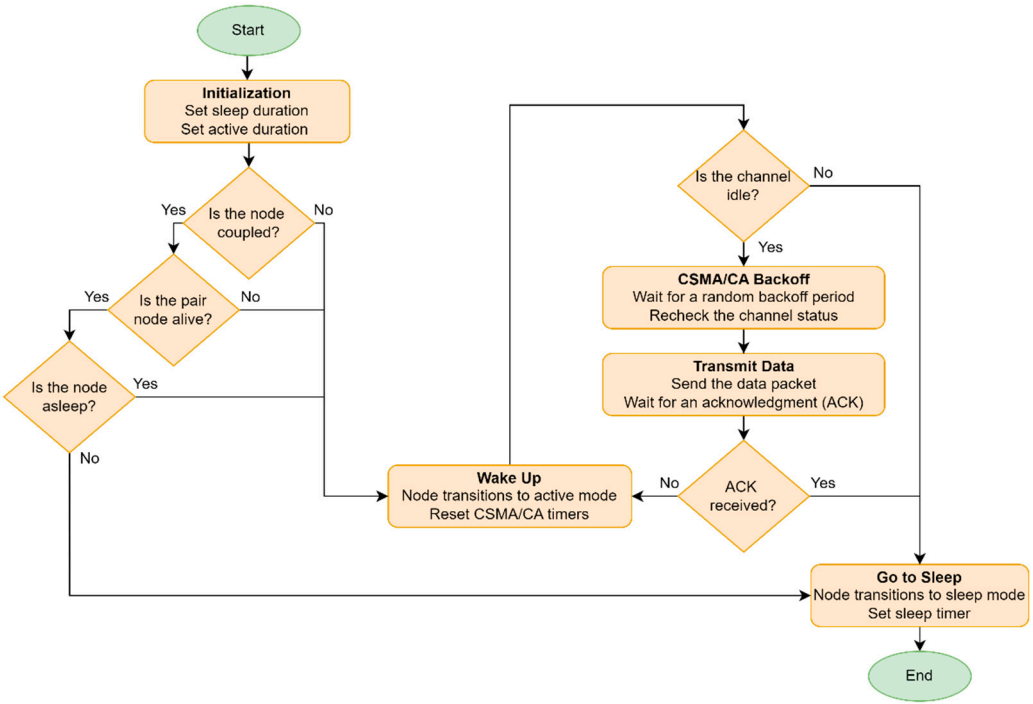 Start
Initialization
Set sleep duration
Set active duration
Is the node
coupled?
Yes
No
Is the pair
node alive?
Yes
No
Is the node
asleep?
Yes
No
Wake Up
Node transitions to active mode
Reset CSMA/CA timers
Is the channel
idle?
No
Yes
CSMA/CA Backoff
Wait for a random backoff period
Recheck the channel status
Transmit Data
Send the data packet
Wait for an acknowledgment (ACK)
ACK
received?
No
Yes
Go to Sleep
Node transitions to sleep mode
Set sleep timer
End